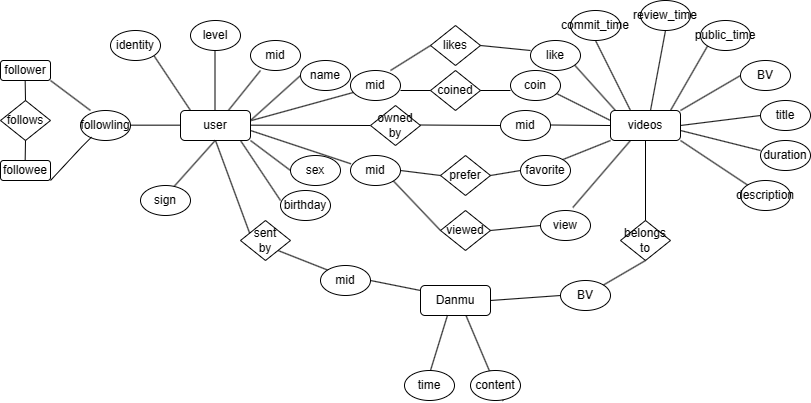 commit_time
review_time
public_time
level
identity
likes
mid
like
follower
name
BV
mid
coined
coin
follows
followling
user
owned
by
mid
videos
title
duration
followee
sex
mid
prefer
favorite
description
sign
birthday
viewed
view
sent
by
belongs
to
mid
Danmu
BV
time
content